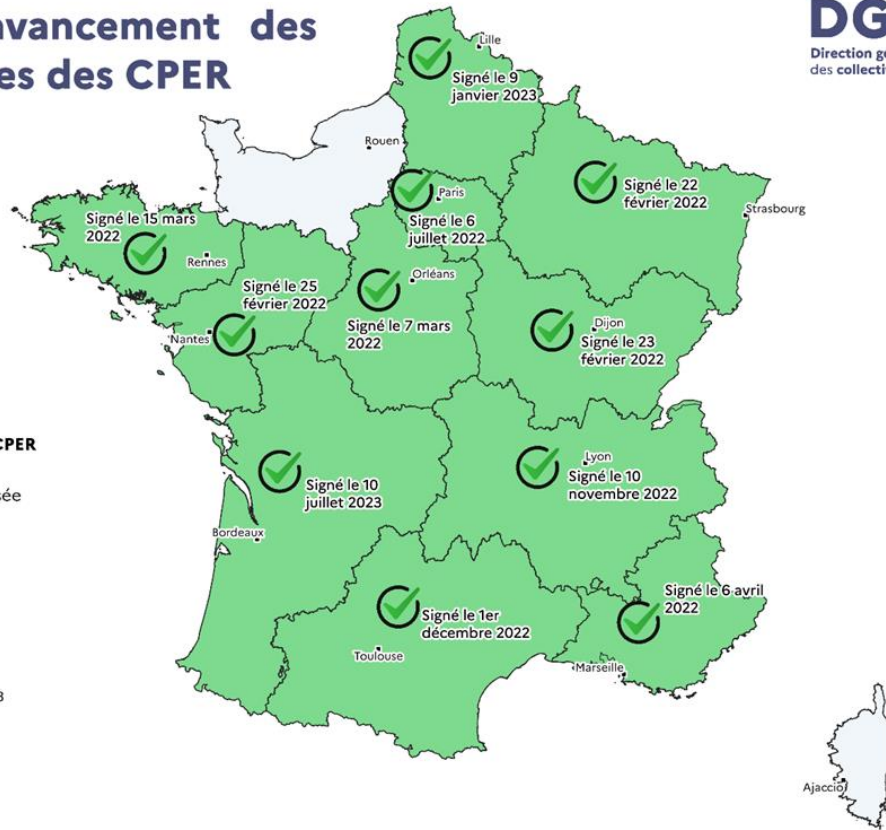 avancement des
es des CPER
DG
Direction g
des collecti
Lille
Signé le 9
janvier 2023
Rouen
Signé le 22
février 2022
Paris
Strasbourg
Signé le 15 mars
2022
Signé le 6
juillet 2022
Rennes
Orléans
Signé le 25
février 2022
Signé le 7 mars
2022
Dijon
Signé le 23
février 2022
Nantes
CPER
Lyon
Signé le 10
novembre 2022
sée
Signé le 10
juillet 2023
Bordeaux
Signé le 6 avril
2022
Signé le 1er
décembre 2022
Toulouse
Marseille
3
Ajaccio